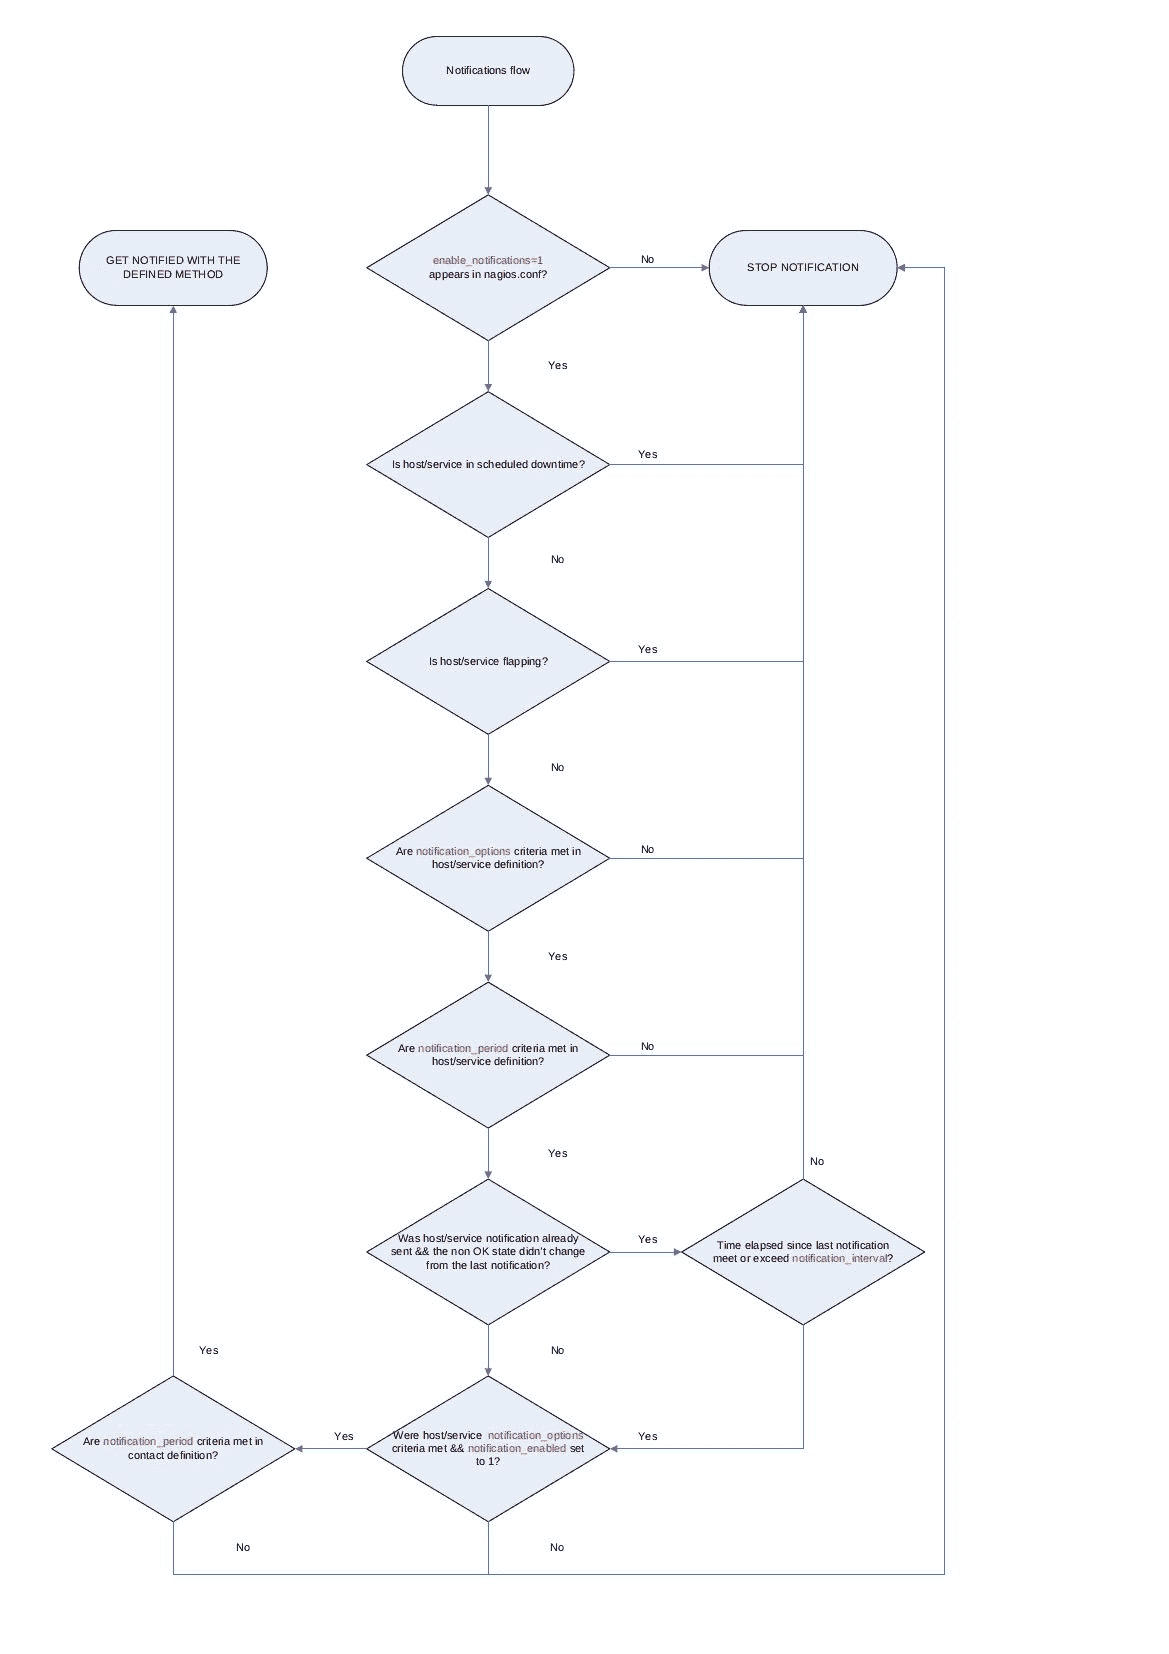 Notifications flow
GET NOTIFIED WITH THE
DEFINED METHOD
enable_notifications=1
appears in nagios.conf?
No
STOP NOTIFICATION
Yes
Is host/service in scheduled downtime?
Yes
No
Is host/service flapping?
Yes
No
Are notification_options criteria met in
host/service definition?
No
Yes
Are notification_period criteria met in
host/service definition?
No
Yes
No
Was host/service notification already
sent && the non OK state didn't change
from the last notification?
Yes
Time elapsed since last notification
meet or exceed notification_interval?
Yes
No
Are notification_period criteria met in
contact definition?
Yes
Were host/service notification_options
criteria met && notification_enabled set
to 1?
Yes
No
No